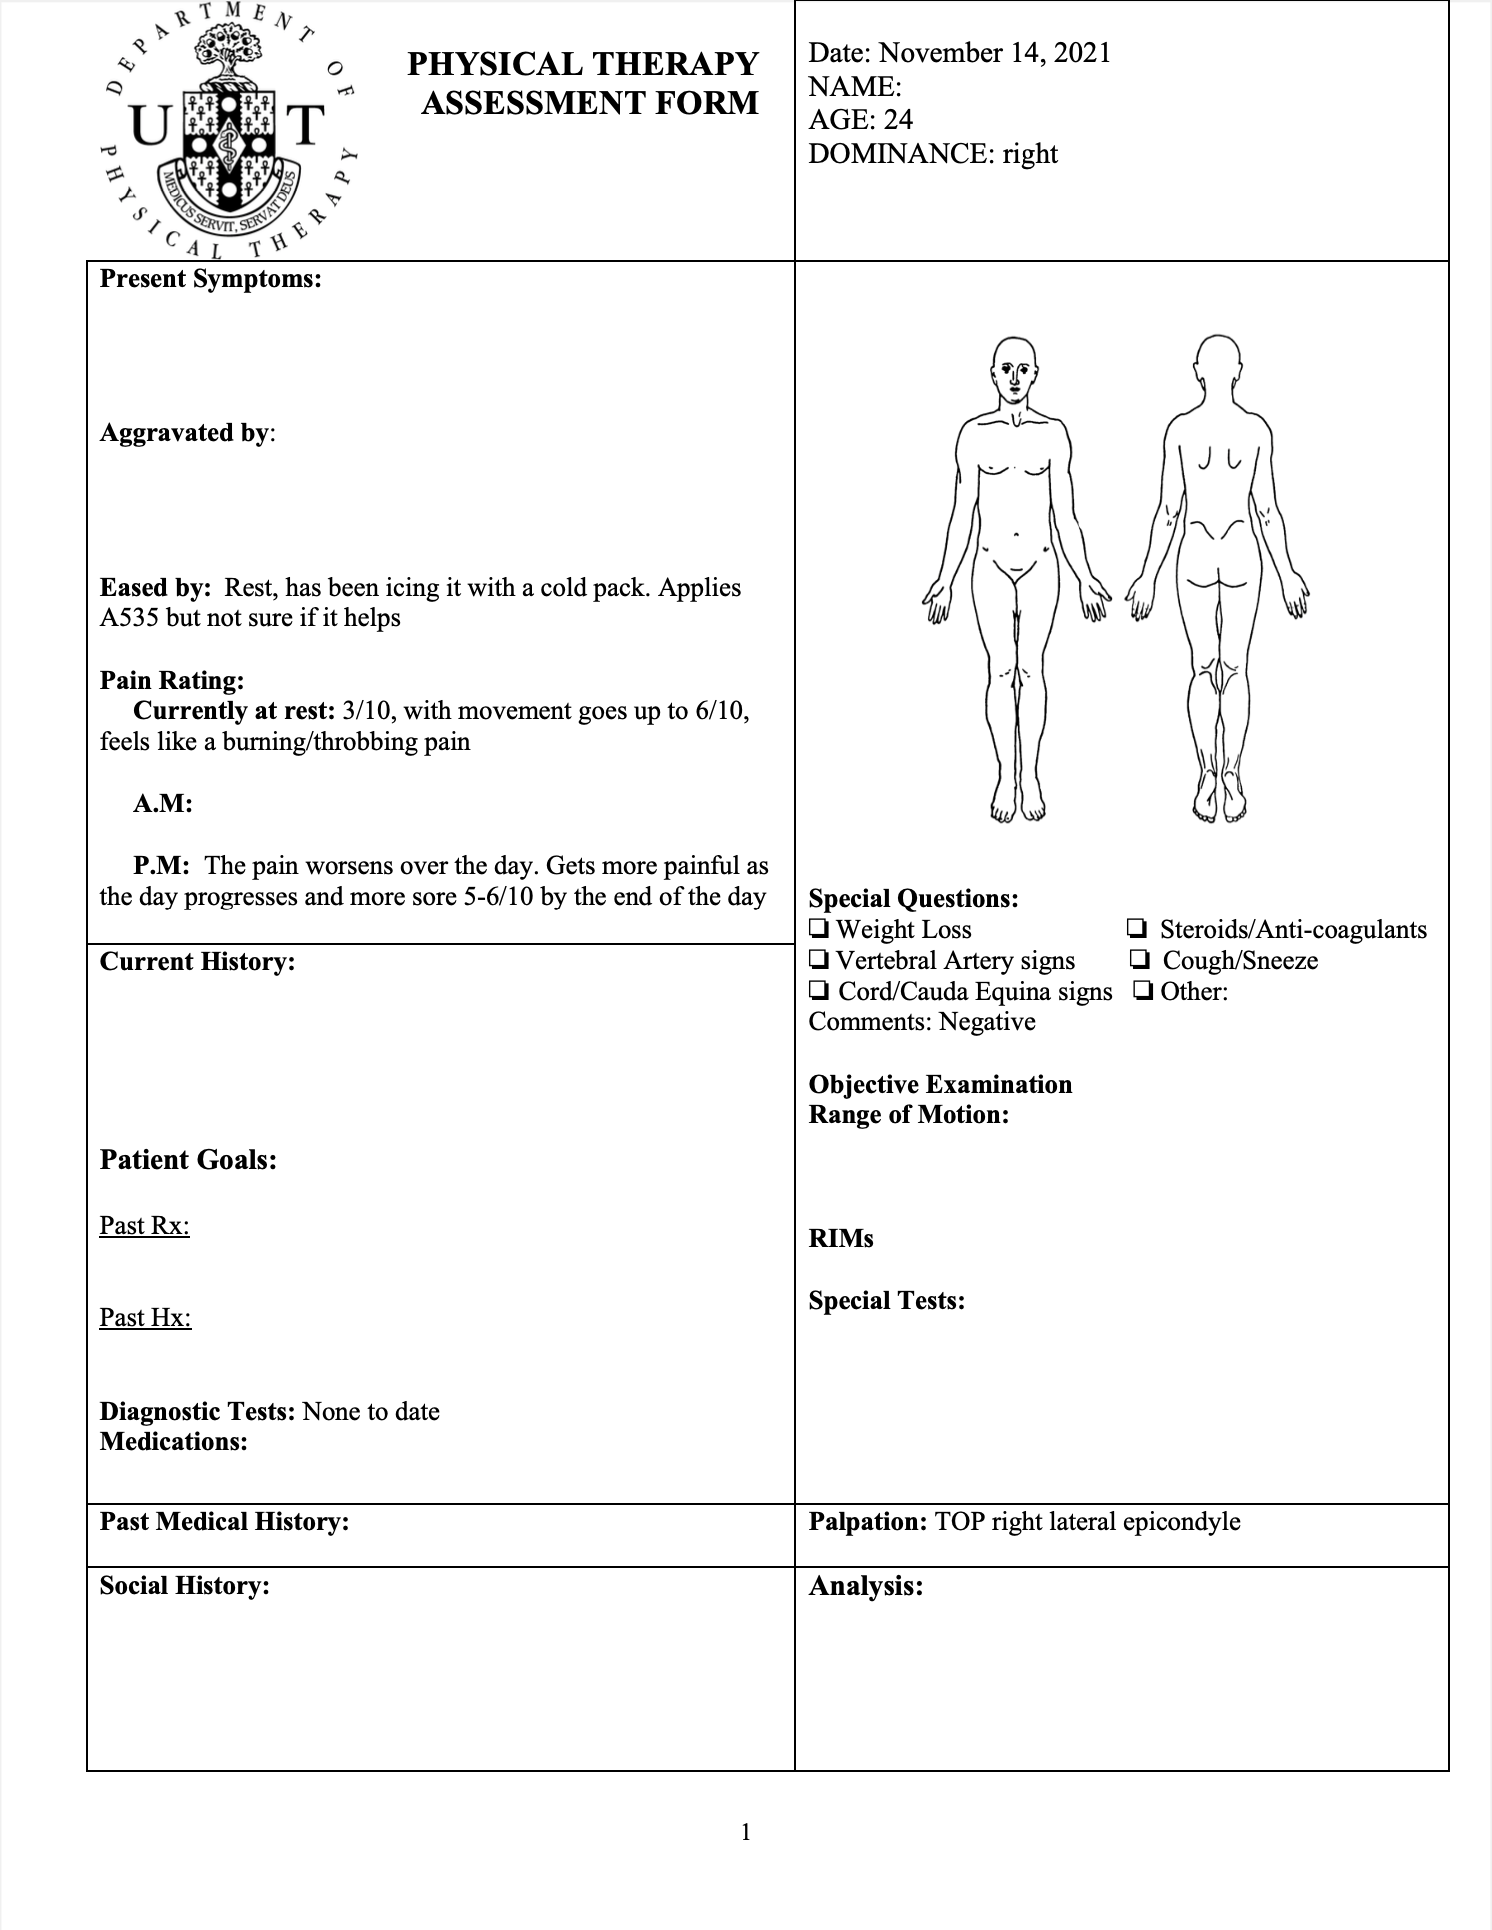 DEPARTMENT OF
PHYSICAL THERAPY
U T
MEDICUS SERVIT, SERVAT DEUS
PHYSICAL THERAPY
ASSESSMENT FORM
Date: November 14, 2021
NAME:
AGE: 24
DOMINANCE: right
Present Symptoms:
Aggravated by:
Eased by: Rest, has been icing it with a cold pack. Applies
A535 but not sure if it helps
Pain Rating:
Currently at rest: 3/10, with movement goes up to 6/10,
feels like a burning/throbbing pain
A.M:
P.M: The pain worsens over the day. Gets more painful as
the day progresses and more sore 5-6/10 by the end of the day
Current History:
Patient Goals:
Past Rx:
Past Hx:
Diagnostic Tests: None to date
Medications:
Past Medical History:
Social History:
Special Questions:
❏ Weight Loss ❏ Steroids/Anti-coagulants
❏ Vertebral Artery signs ❏ Cough/Sneeze
❏ Cord/Cauda Equina signs ❏ Other:
Comments: Negative
Objective Examination
Range of Motion:
RIMs
Special Tests:
Palpation: TOP right lateral epicondyle
Analysis:
1